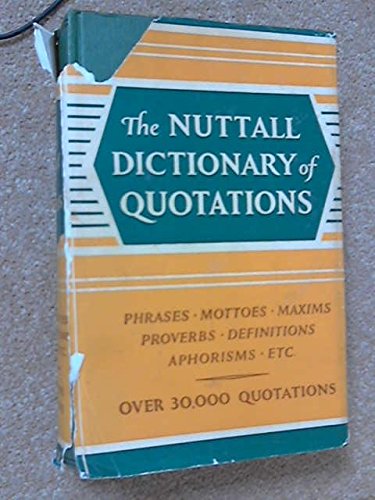 The NUTTALL
DICTIONARY of
QUOTATIONS
PHRASES · MOTTOES · MAXIMS
PROVERBS · DEFINITIONS
APHORISMS · ETC.
OVER 30,000 QUOTATIONS